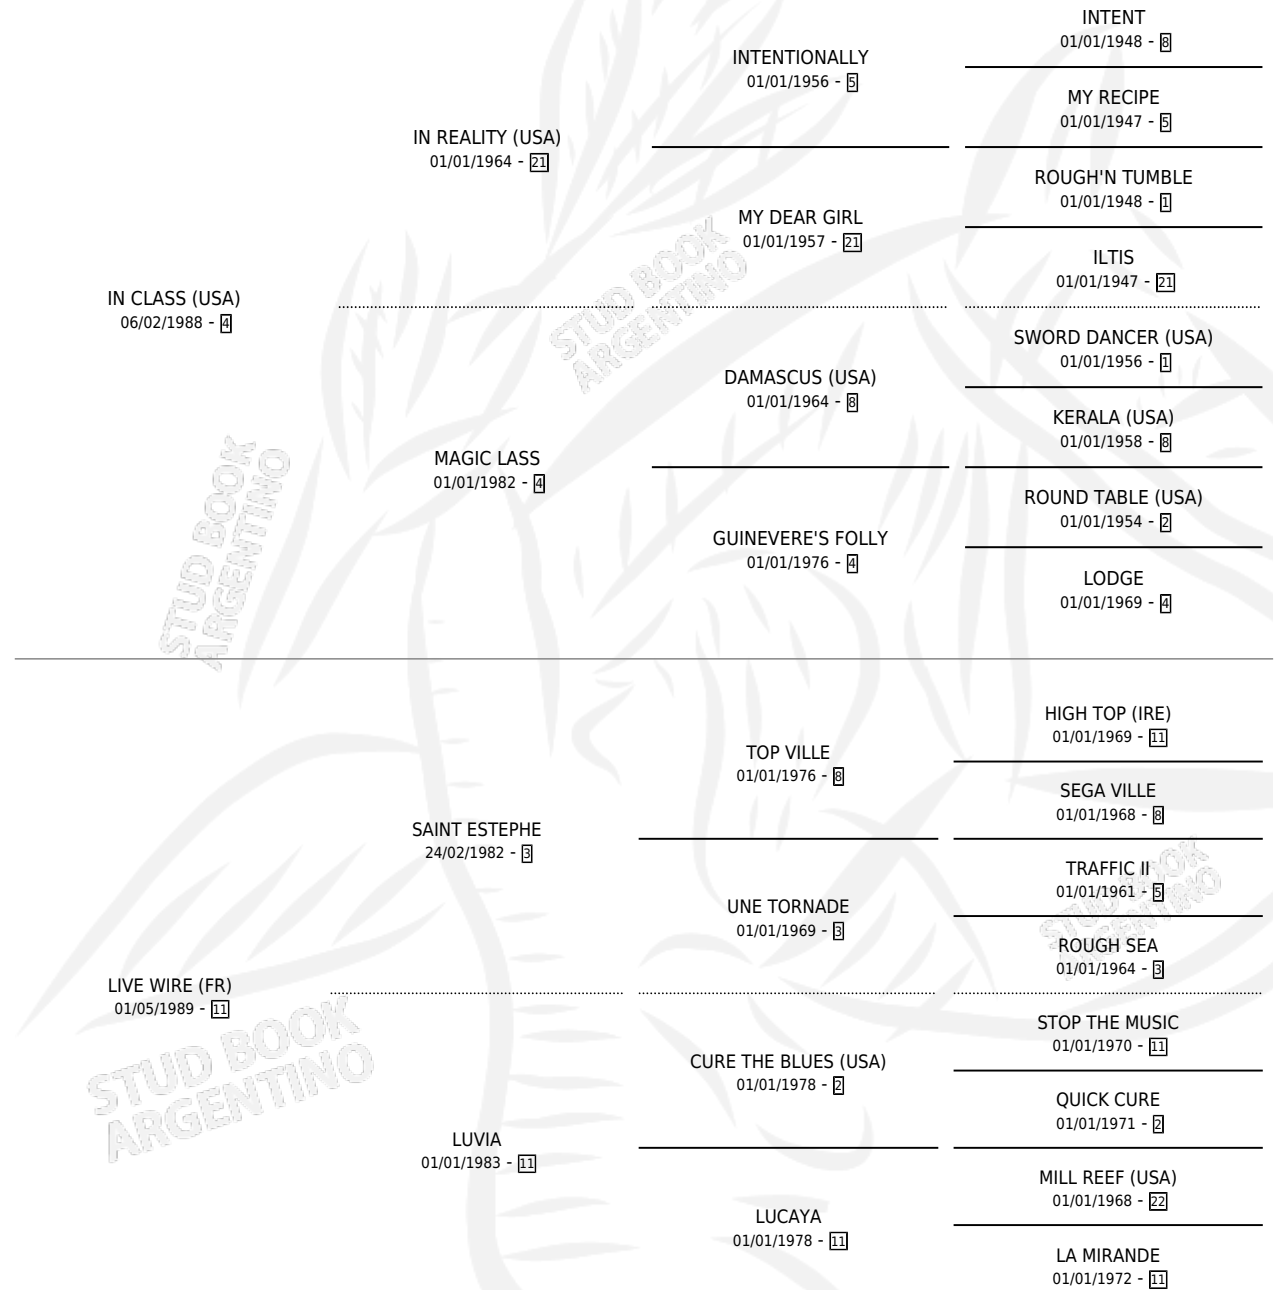 INTENT
01/01/1948 - 8
INTENTIONALLY
01/01/1956 - 5
MY RECIPE
01/01/1947 - 5
IN REALITY (USA)
01/01/1964 - 21
ROUGH'N TUMBLE
01/01/1948 - 1
MY DEAR GIRL
01/01/1957 - 21
ILTIS
01/01/1947 - 21
IN CLASS (USA)
06/02/1988 - 4
SWORD DANCER (USA)
01/01/1956 - 1
DAMASCUS (USA)
01/01/1964 - 8
KERALA (USA)
01/01/1958 - 8
MAGIC LASS
01/01/1982 - 4
ROUND TABLE (USA)
01/01/1954 - 2
GUINEVERE'S FOLLY
01/01/1976 - 4
LODGE
01/01/1969 - 4
STUD BOOK
ARGENTINO
STUD BOOK
ARGENTINO
HIGH TOP (IRE)
01/01/1969 - 11
TOP VILLE
01/01/1976 - 8
SEGA VILLE
01/01/1968 - 8
SAINT ESTEPHE
24/02/1982 - 3
TRAFFIC II
01/01/1961 - 5
UNE TORNADE
01/01/1969 - 3
ROUGH SEA
01/01/1964 - 3
LIVE WIRE (FR)
01/05/1989 - 11
STOP THE MUSIC
01/01/1970 - 11
CURE THE BLUES (USA)
01/01/1978 - 2
QUICK CURE
01/01/1971 - 2
LUVIA
01/01/1983 - 11
MILL REEF (USA)
01/01/1968 - 22
LUCAYA
01/01/1978 - 11
LA MIRANDE
01/01/1972 - 11
STUD BOOK
ARGENTINO
STUD BOOK
ARGENTINO